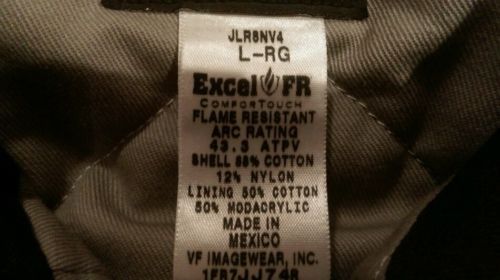 JLR8NV4
L-RG
Excel FR
COMFORTOUCH
FLAME RESISTANT
ARC RATING
43.3 ATPV
SHELL 88% COTTON
12% NYLON
LINING 50% COTTON
50% MODACRYLIC
MADE IN
MEXICO
VF IMAGEWEAR, INC.